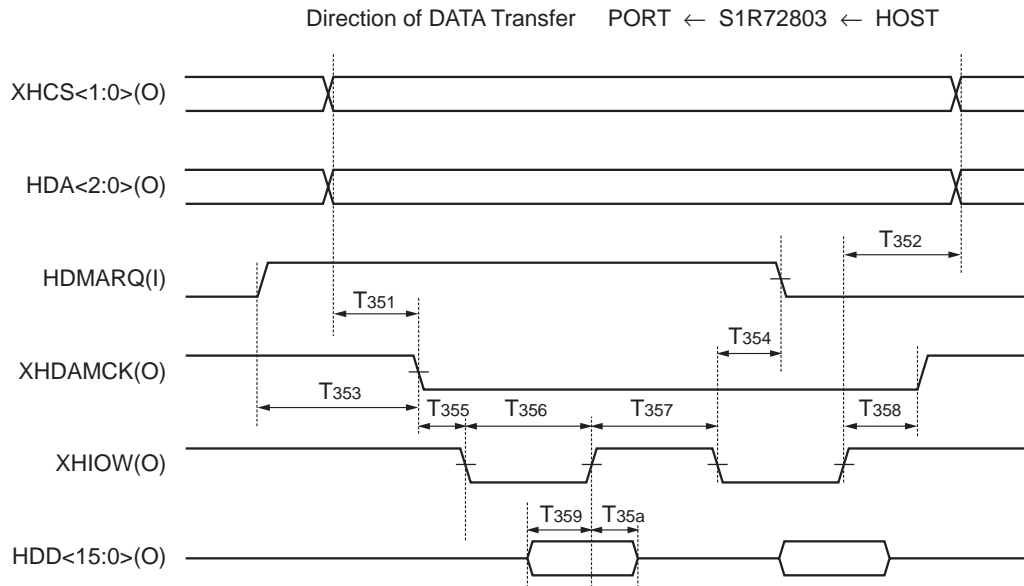 Direction of DATA Transfer PORT ← S1R72803 ← HOST
XHCS<1:0>(O)
HDA<2:0>(O)
T352
HDMARQ(I)
T351
T354
XHDAMCK(O)
T353
T355
T356
T357
T358
XHIOW(O)
T359
T35a
HDD<15:0>(O)